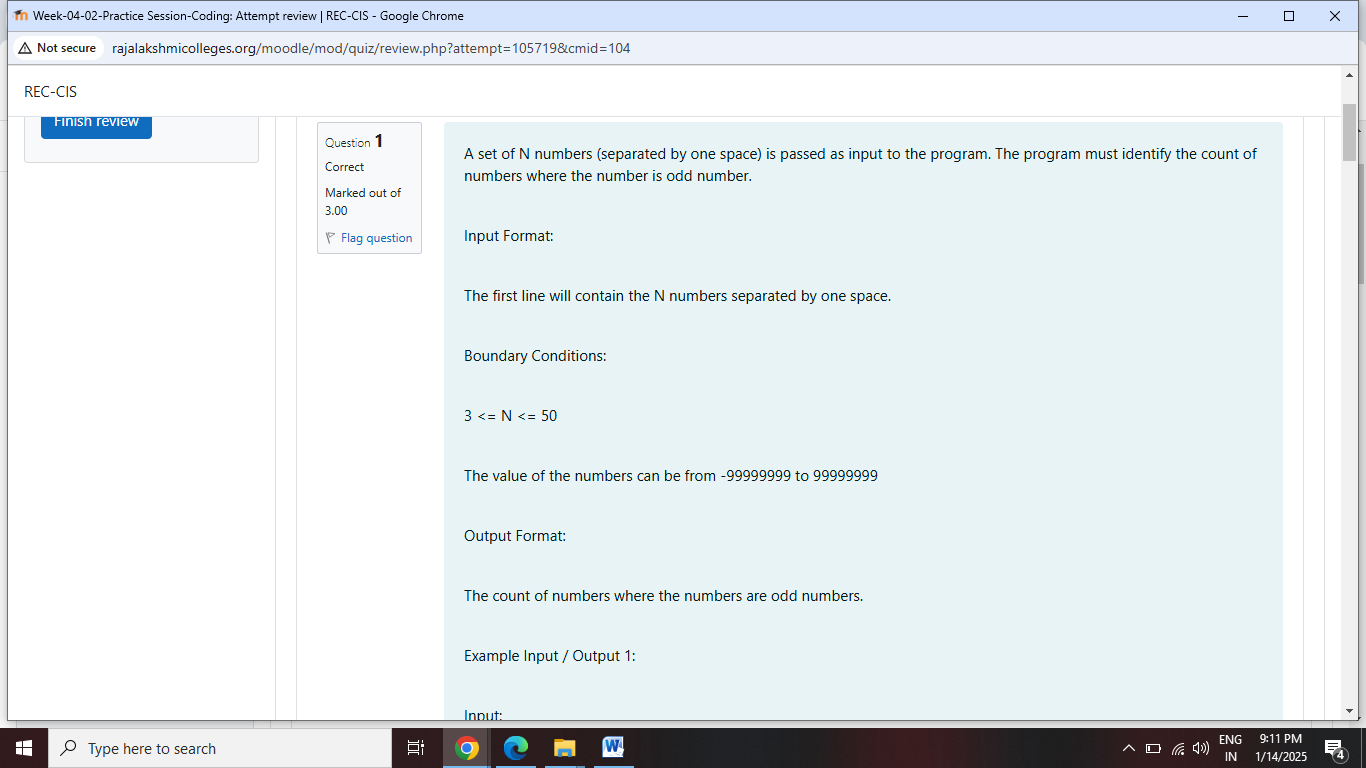 Week-04-02-Practice Session-Coding: Attempt review | REC-CIS - Google Chrome
Not secure rajalakshmicolleges.org/moodle/mod/quiz/review.php?attempt=105719&cmid=104
REC-CIS
Finish review
Question 1
Correct
Marked out of
3.00
Flag question
A set of N numbers (separated by one space) is passed as input to the program. The program must identify the count of
numbers where the number is odd number.
Input Format:
The first line will contain the N numbers separated by one space.
Boundary Conditions:
3 <= N <= 50
The value of the numbers can be from -99999999 to 99999999
Output Format:
The count of numbers where the numbers are odd numbers.
Example Input / Output 1:
Input:
Type here to search
ENG
IN
9:11 PM
1/14/2025
4